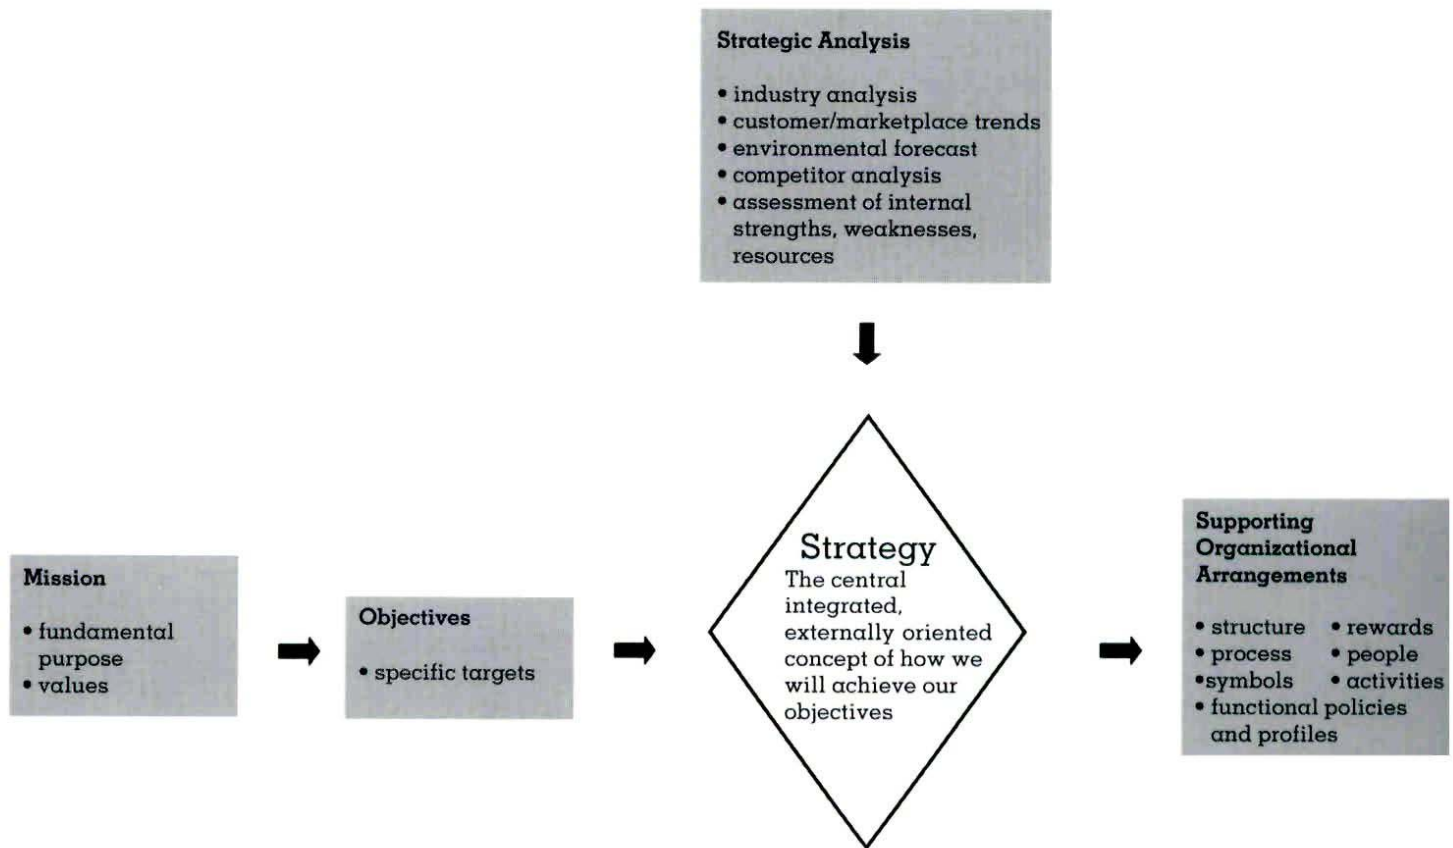 Strategic Analysis
• industry analysis
• customer/marketplace trends
• environmental forecast
• competitor analysis
• assessment of internal
strengths, weaknesses,
resources
Mission
• fundamental
purpose
• values
Objectives
• specific targets
Strategy
The central
integrated,
externally oriented
concept of how we
will achieve our
objectives
Supporting
Organizational
Arrangements
• structure • rewards
• process • people
•symbols • activities
• functional policies
and profiles